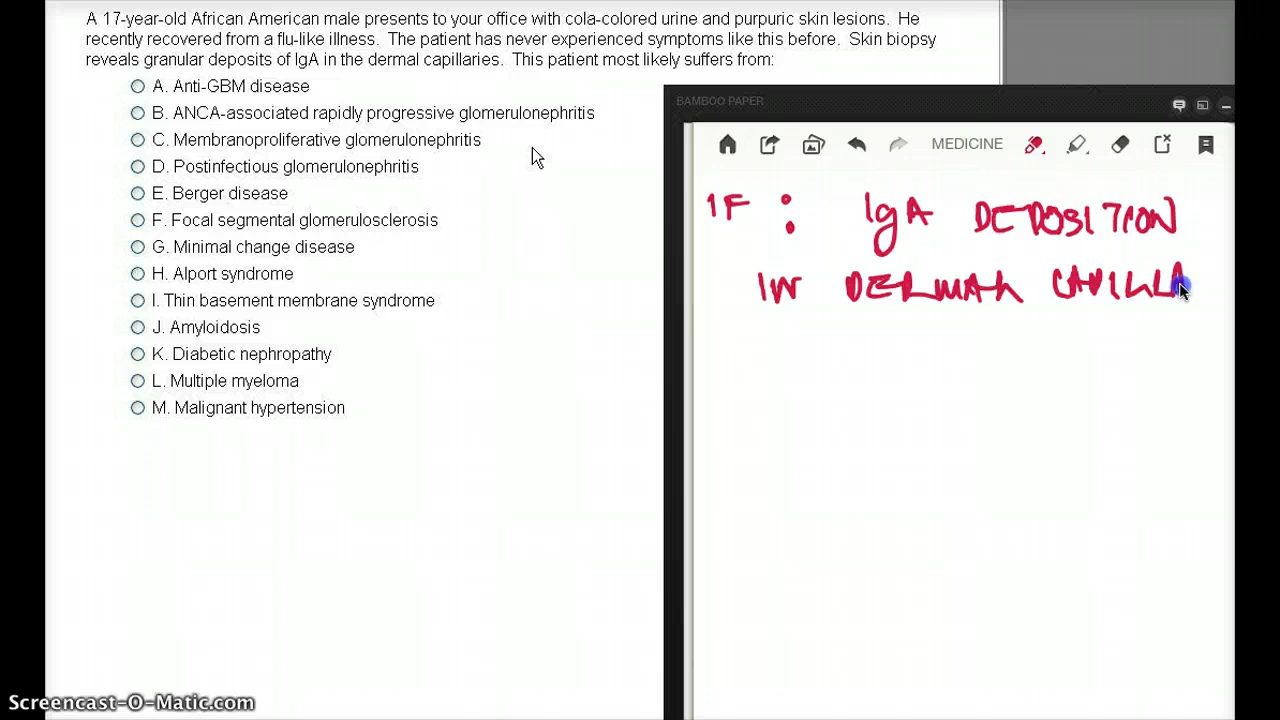 A 17-year-old African American male presents to your office with cola-colored urine and purpuric skin lesions. He
recently recovered from a flu-like illness. The patient has never experienced symptoms like this before. Skin biopsy
reveals granular deposits of IgA in the dermal capillaries. This patient most likely suffers from:
A. Anti-GBM disease
B. ANCA-associated rapidly progressive glomerulonephritis
C. Membranoproliferative glomerulonephritis
D. Postinfectious glomerulonephritis
E. Berger disease
F. Focal segmental glomerulosclerosis
G. Minimal change disease
H. Alport syndrome
I. Thin basement membrane syndrome
J. Amyloidosis
K. Diabetic nephropathy
L. Multiple myeloma
M. Malignant hypertension
BAMBOO PAPER
MEDICINE
IF : IgA DEPOSITION
IN DERMAL CAPILLA
Screencast-O-Matic.com